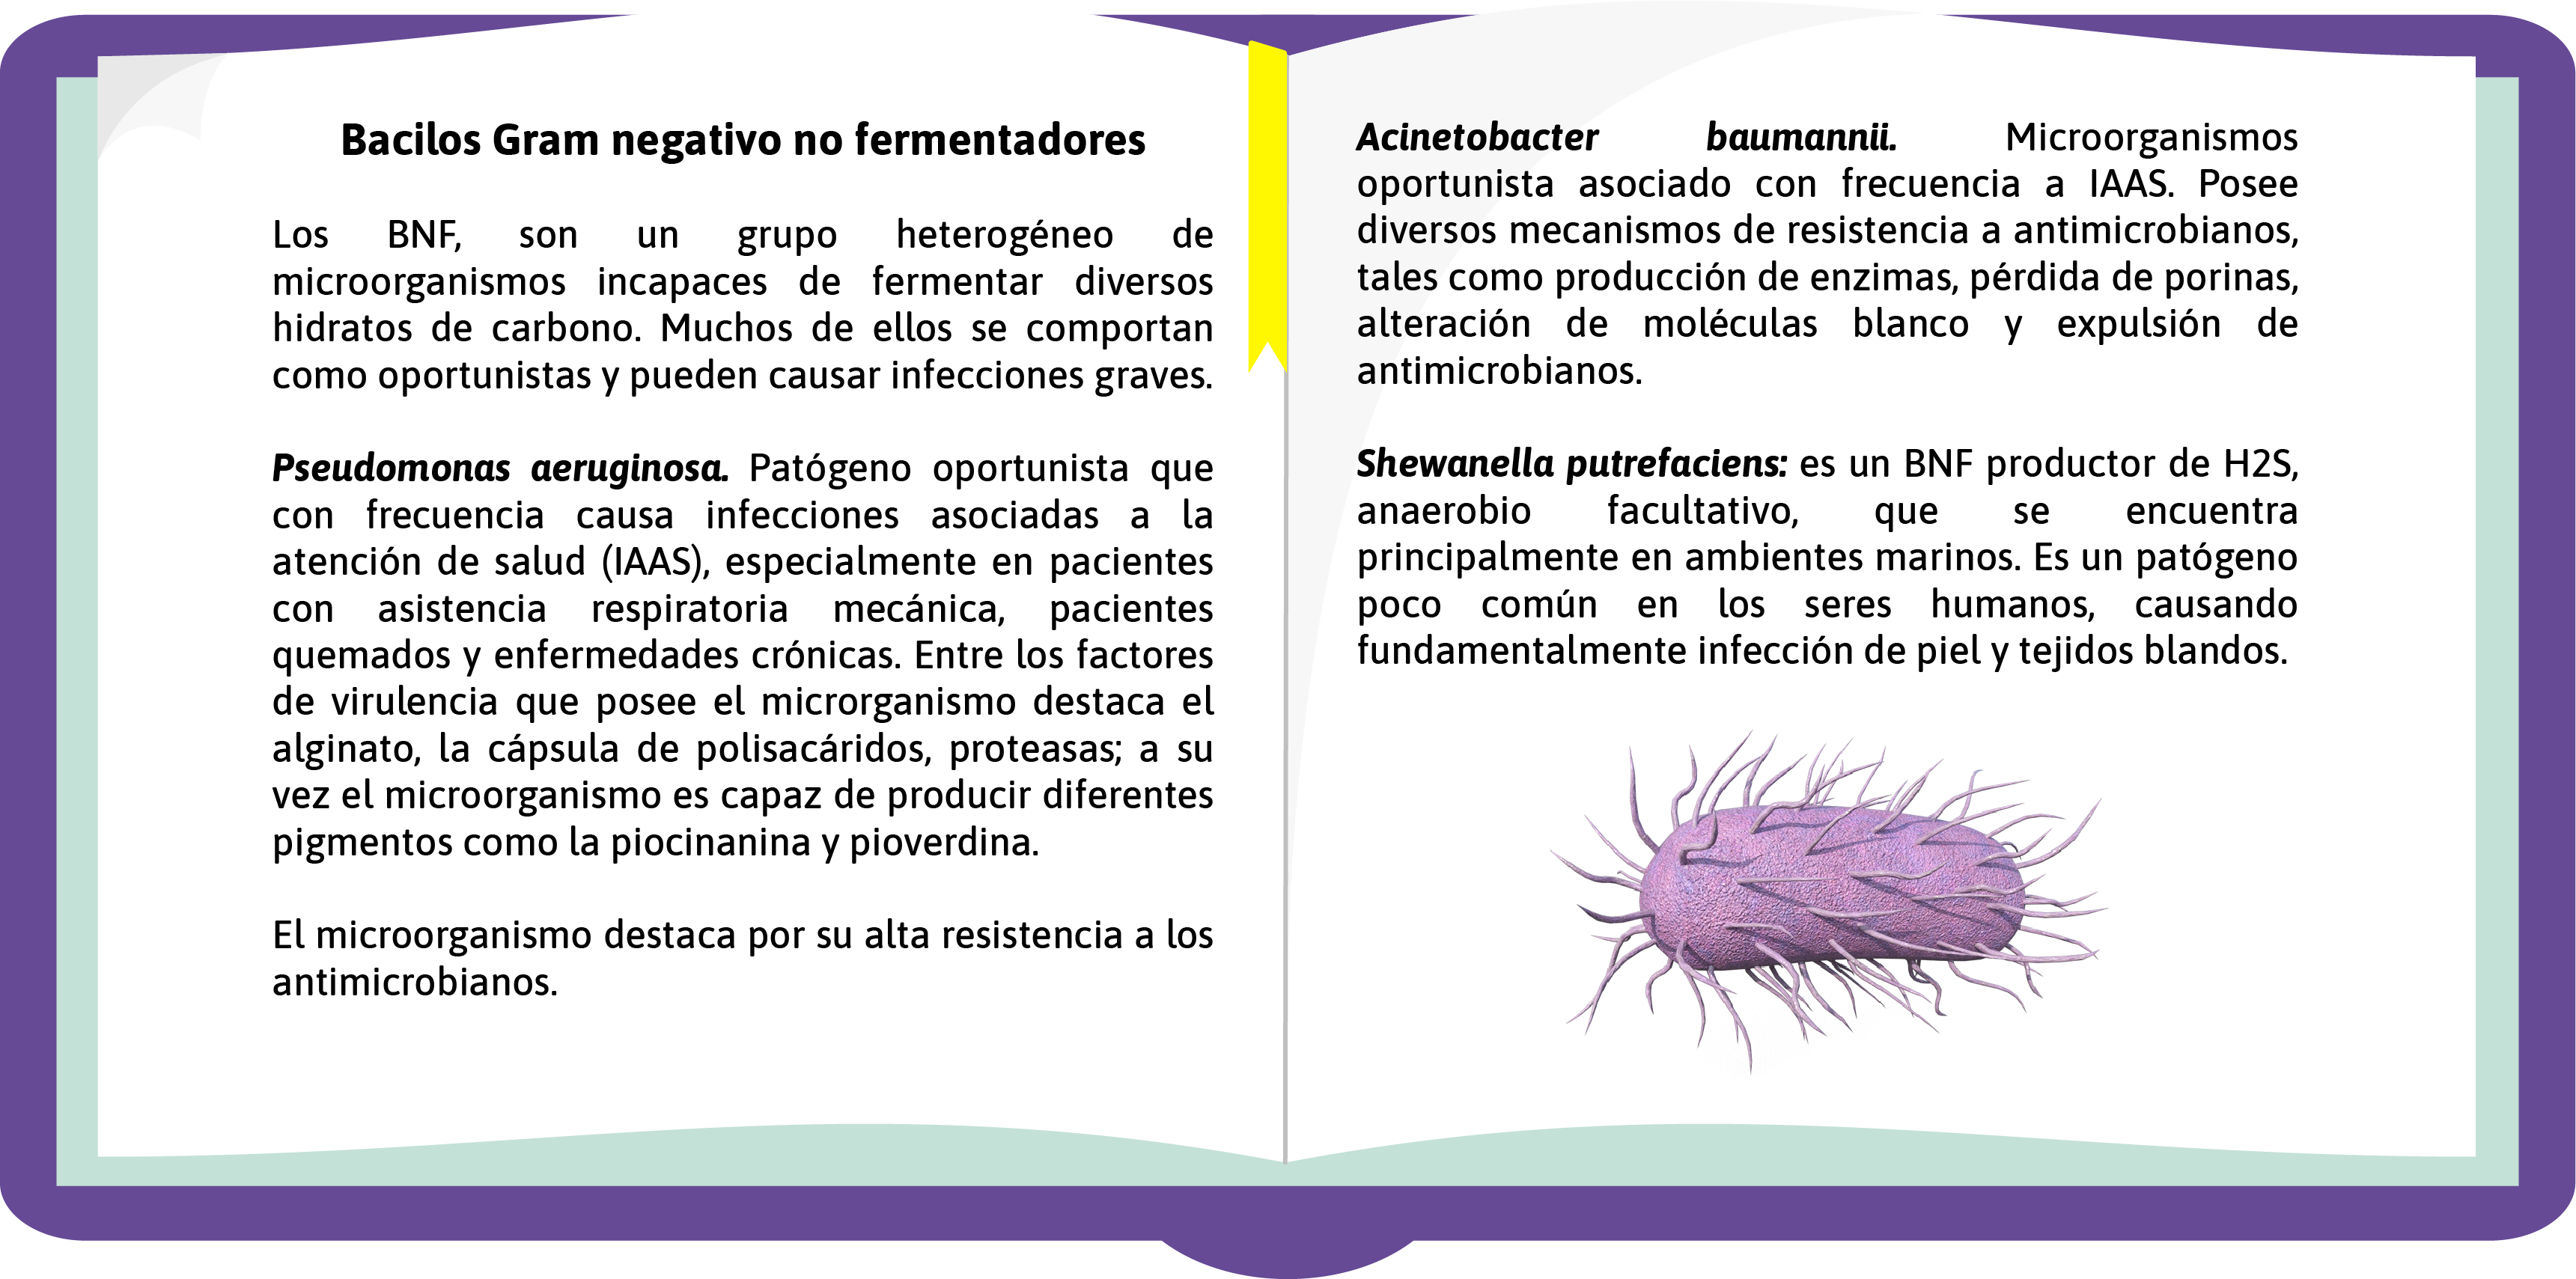 Bacilos Gram negativo no fermentadores
Los BNF, son un grupo heterogéneo de
microorganismos incapaces de fermentar diversos
hidratos de carbono. Muchos de ellos se comportan
como oportunistas y pueden causar infecciones graves.
Pseudomonas aeruginosa. Patógeno oportunista que
con frecuencia causa infecciones asociadas a la
atención de salud (IAAS), especialmente en pacientes
con asistencia respiratoria mecánica, pacientes
quemados y enfermedades crónicas. Entre los factores
de virulencia que posee el microrganismo destaca el
alginato, la cápsula de polisacáridos, proteasas; a su
vez el microorganismo es capaz de producir diferentes
pigmentos como la piocinanina y pioverdina.
El microorganismo destaca por su alta resistencia a los
antimicrobianos.
Acinetobacter baumannii. Microorganismos
oportunista asociado con frecuencia a IAAS. Posee
diversos mecanismos de resistencia a antimicrobianos,
tales como producción de enzimas, pérdida de porinas,
alteración de moléculas blanco y expulsión de
antimicrobianos.
Shewanella putrefaciens: es un BNF productor de H2S,
anaerobio facultativo, que se encuentra
principalmente en ambientes marinos. Es un patógeno
poco común en los seres humanos, causando
fundamentalmente infección de piel y tejidos blandos.